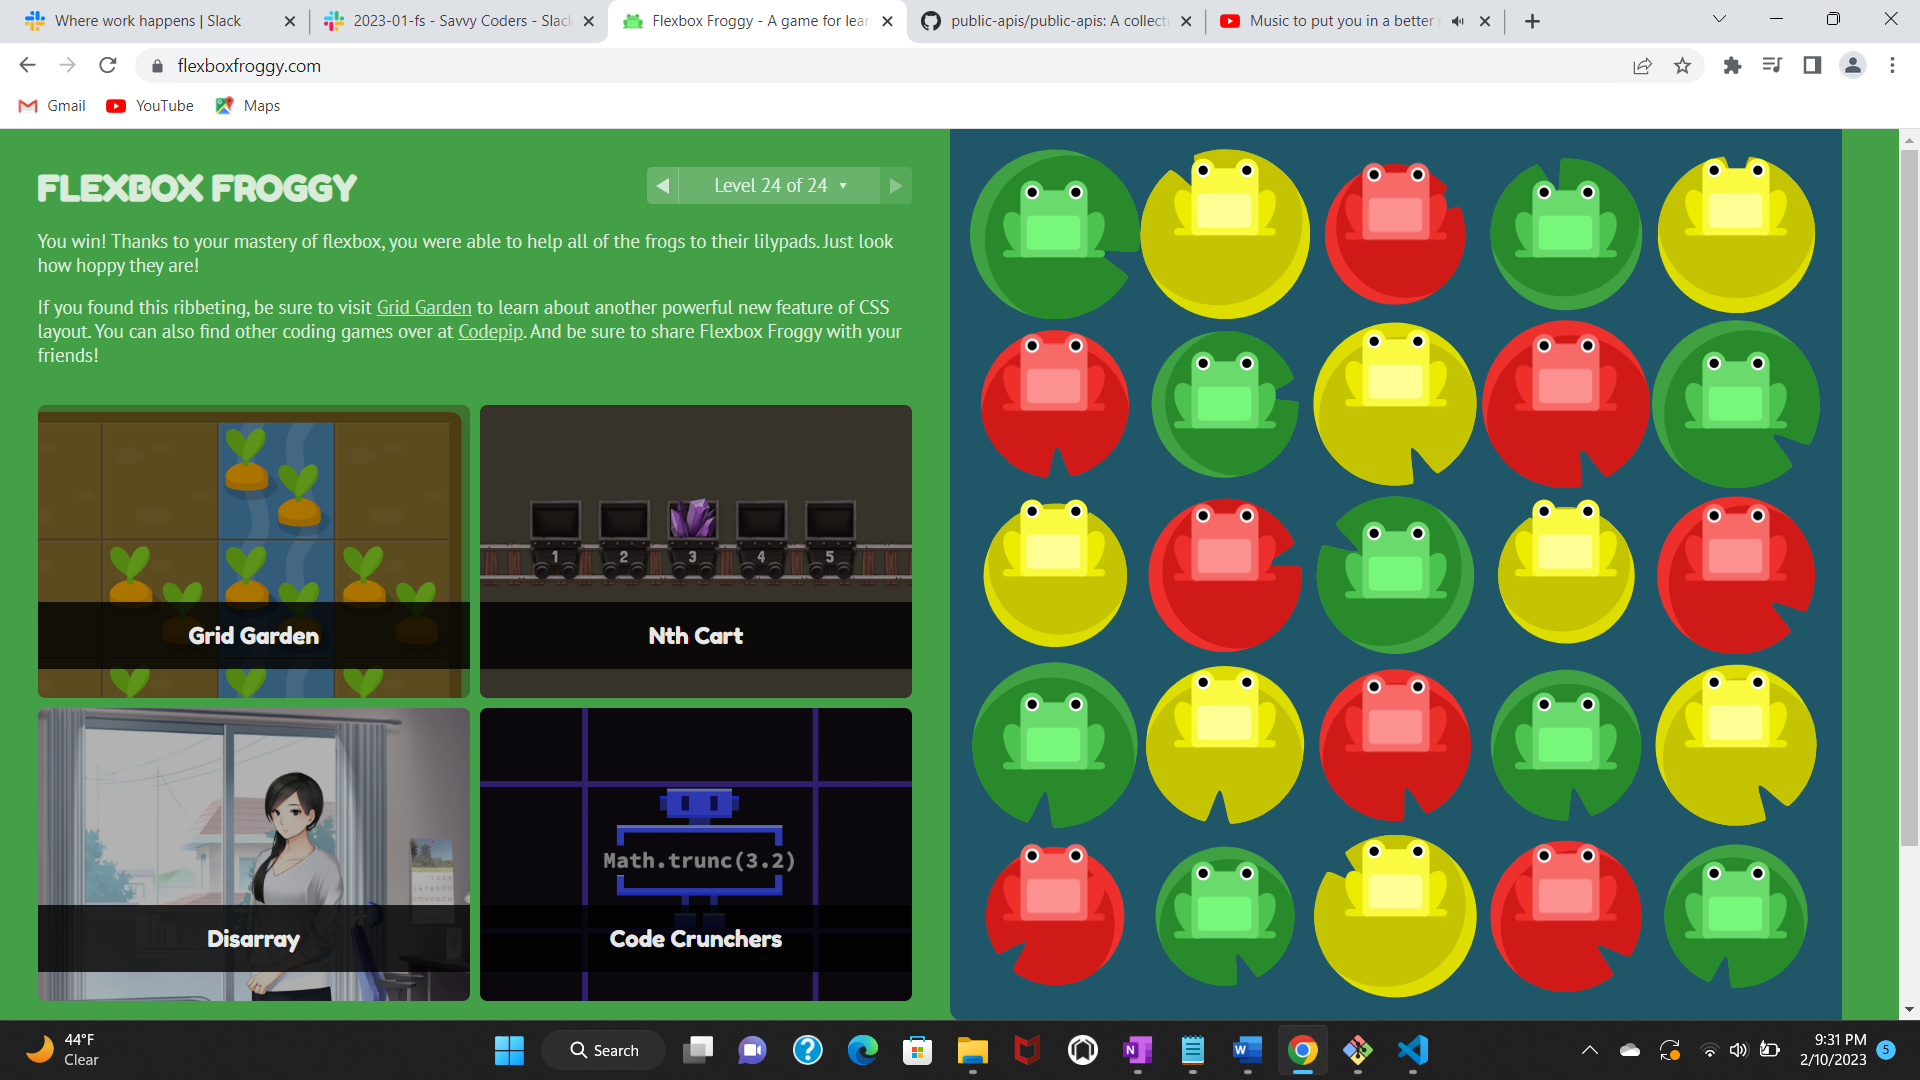 Where work happens | Slack
2023-01-fs - Savvy Coders - Slack
Flexbox Froggy - A game for lear
public-apis/public-apis: A collecti
Music to put you in a better
flexboxfroggy.com
Gmail
YouTube
Maps
FLEXBOX FROGGY
Level 24 of 24
You win! Thanks to your mastery of flexbox, you were able to help all of the frogs to their lilypads. Just look
how hoppy they are!
If you found this ribbeting, be sure to visit Grid Garden to learn about another powerful new feature of CSS
layout. You can also find other coding games over at Codepip. And be sure to share Flexbox Froggy with your
friends!
Grid Garden
1 2 3 4 5
Nth Cart
Disarray
Math.trunc(3.2)
Code Crunchers
44°F
Clear
Search
9:31 PM
2/10/2023
5